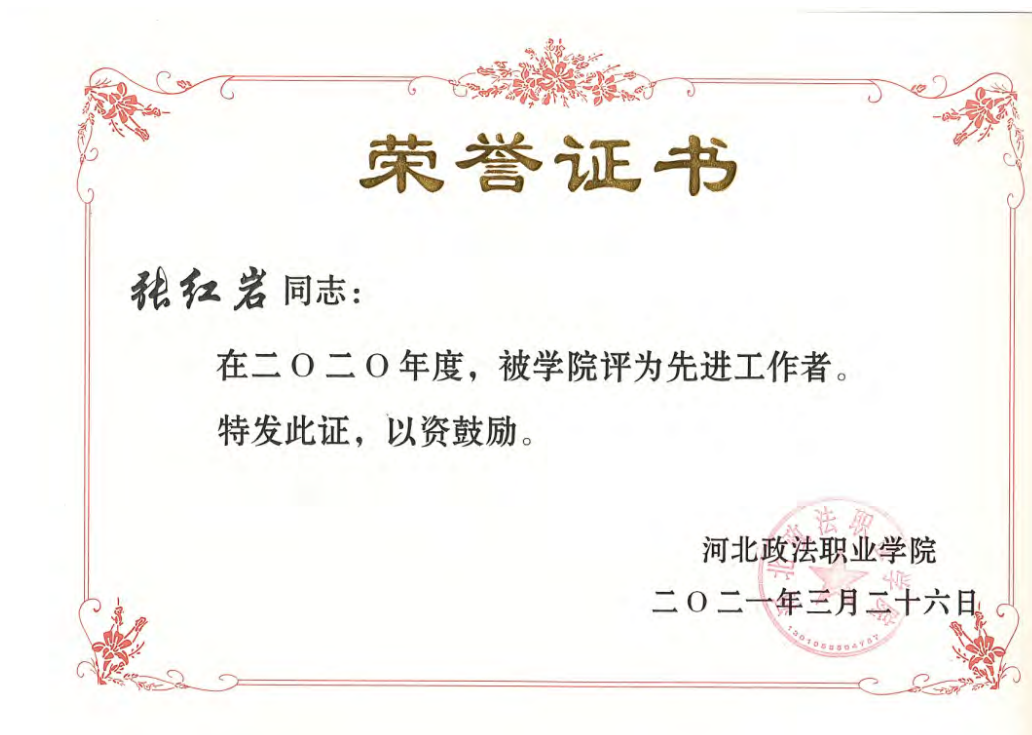 荣誉证书
张红岩同志：
在二〇二〇年度，被学院评为先进工作者。
特发此证，以资鼓励。
河北政法职业学院
二〇二一年三月二十六日